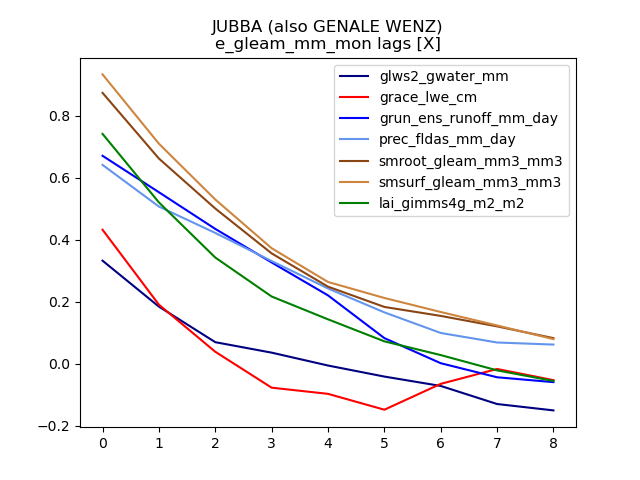 JUBBA (also GENALE WENZ)
e_gleam_mm_mon lags [X]
glws2_gwater_mm
grace_lwe_cm
grun_ens_runoff_mm_day
prec_fldas_mm_day
smroot_gleam_mm3_mm3
smsurf_gleam_mm3_mm3
lai_gimms4g_m2_m2
0.8
0.6
0.4
0.2
0.0
−0.2
0 1 2 3 4 5 6 7 8